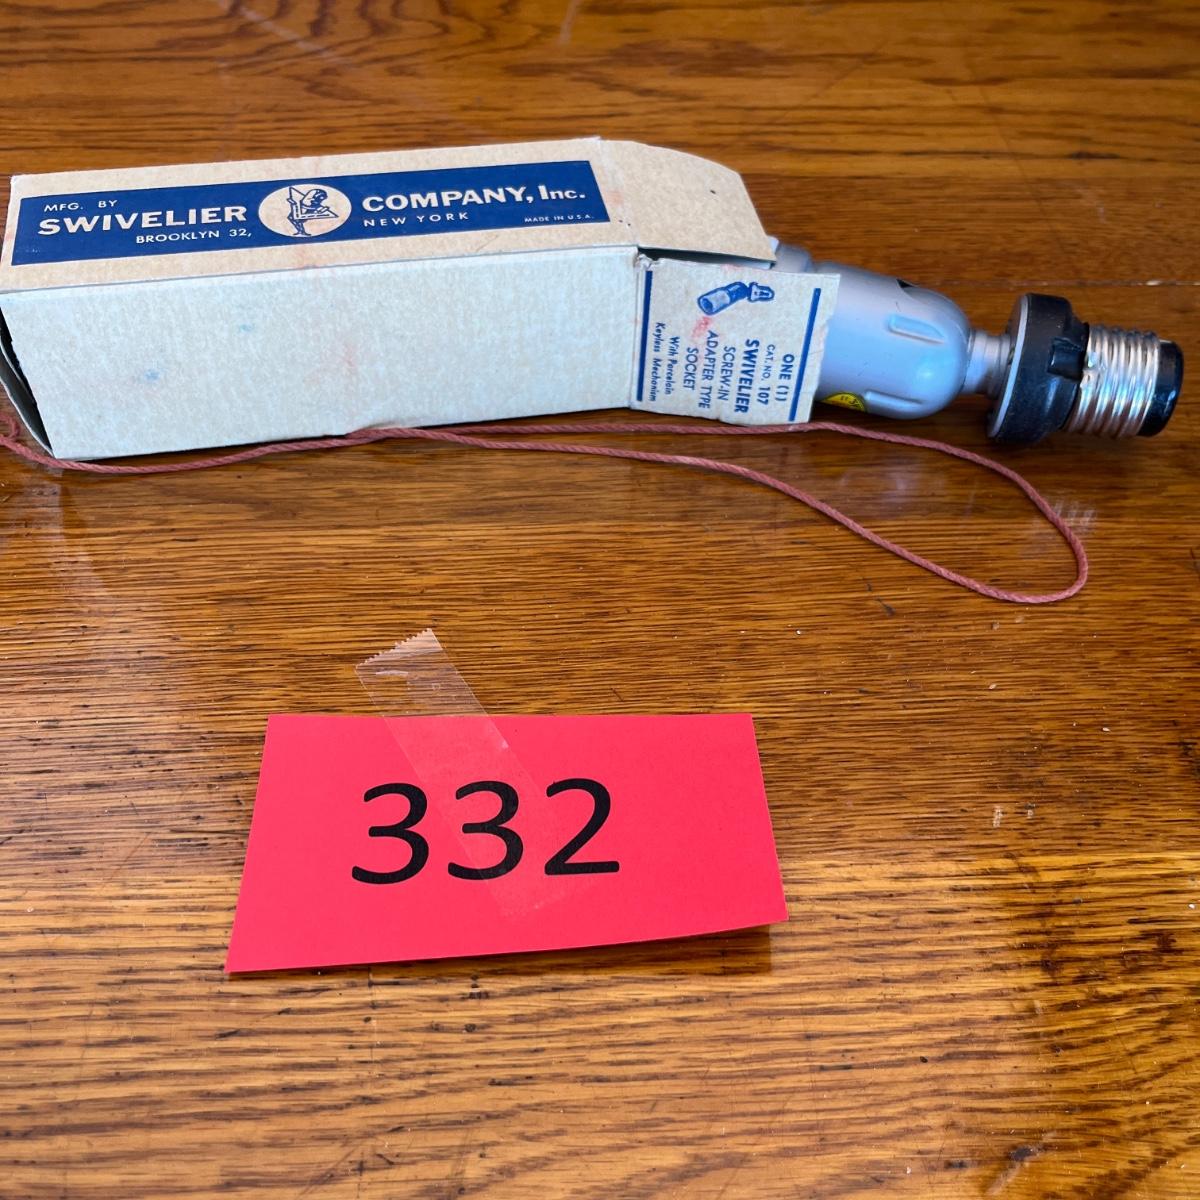 MFG. BY
SWIVELIER COMPANY, Inc.
BROOKLYN 32, NEW YORK
MADE IN U.S.A.
ONE (1)
CAT. NO. 107
SWIVELIER
SCREW-IN
ADAPTER TYPE
SOCKET
With Porcelain
Keyless Mechanism
332